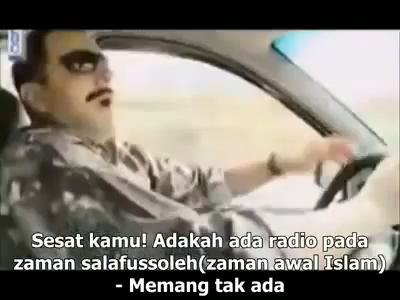 Sesat kamu! Adakah ada radio pada
zaman salafussoleh(zaman awal Islam)
- Memang tak ada